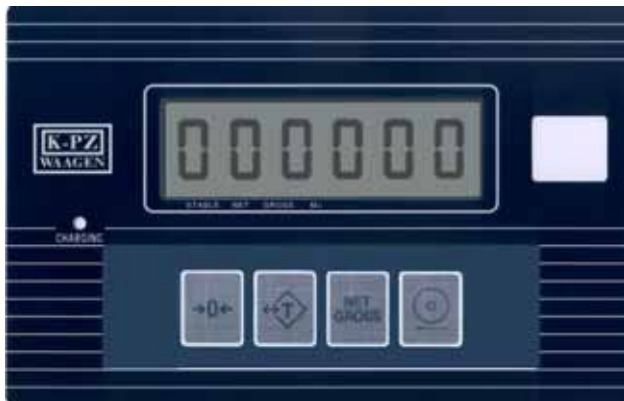 K-PZ
WAAGEN
000000
STABLE NET GROSS M+
CHARGING
→0← ↔T NET
GROSS